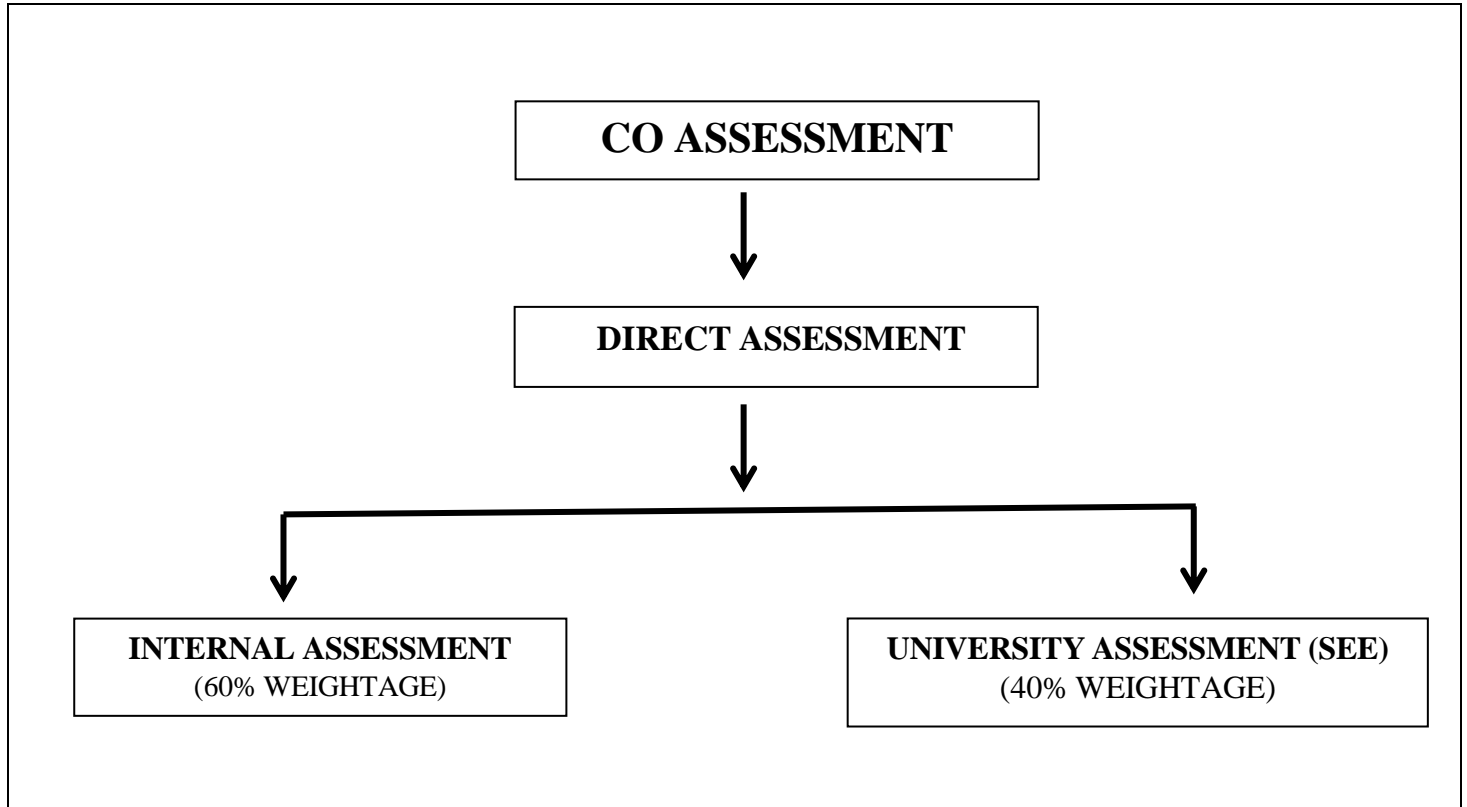 CO ASSESSMENT
DIRECT ASSESSMENT
INTERNAL ASSESSMENT
(60% WEIGHTAGE)
UNIVERSITY ASSESSMENT (SEE)
(40% WEIGHTAGE)